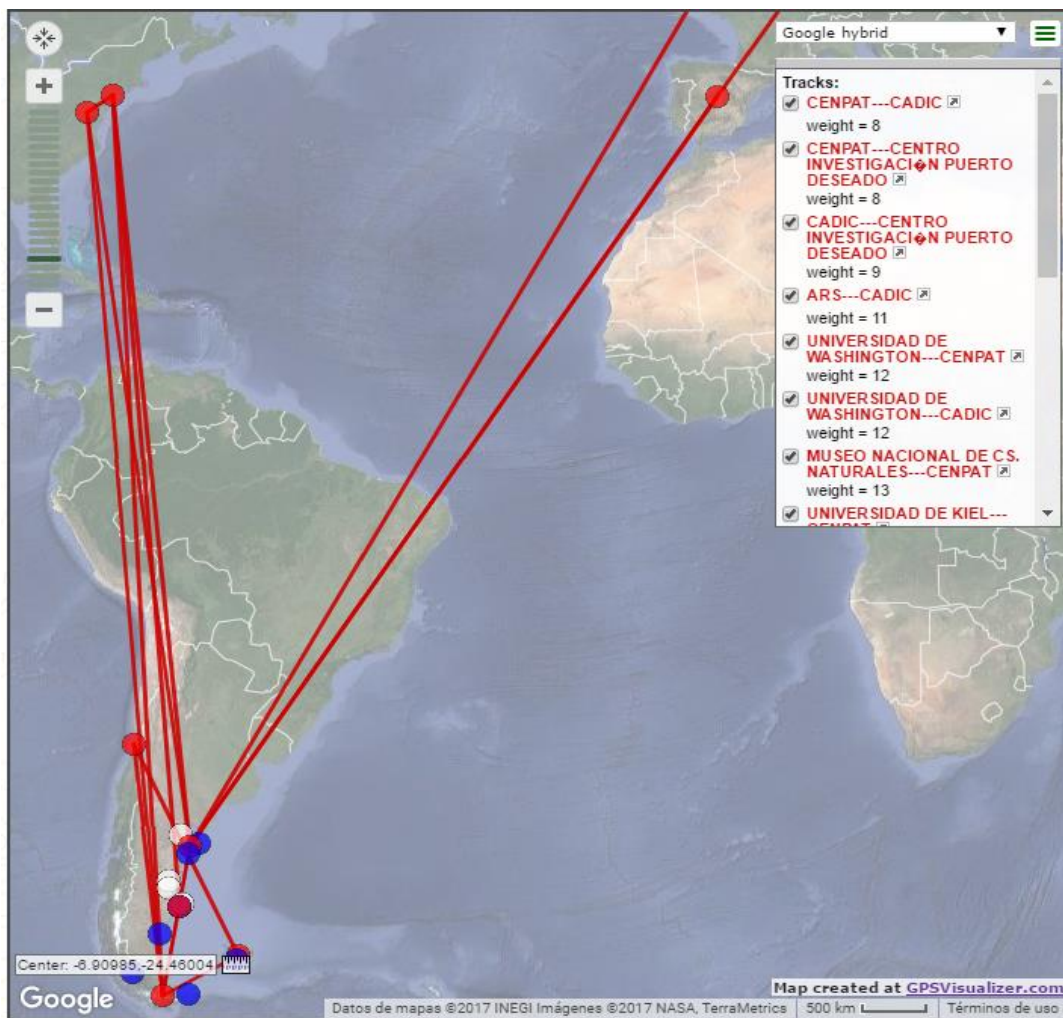 Google hybrid ▼
Tracks:
CENPAT---CADIC
weight = 8
CENPAT---CENTRO
INVESTIGACI�N PUERTO
DESEADO
weight = 8
CADIC---CENTRO
INVESTIGACI�N PUERTO
DESEADO
weight = 9
ARS---CADIC
weight = 11
UNIVERSIDAD DE
WASHINGTON---CENPAT
weight = 12
UNIVERSIDAD DE
WASHINGTON---CADIC
weight = 12
MUSEO NACIONAL DE CS.
NATURALES---CENPAT
weight = 13
UNIVERSIDAD DE KIEL---
CENPAT
Center: -6.90985,-24.46004
Map created at GPSVisualizer.com
Google
Datos de mapas ©2017 INEGI Imágenes ©2017 NASA, TerraMetrics
500 km
Términos de uso